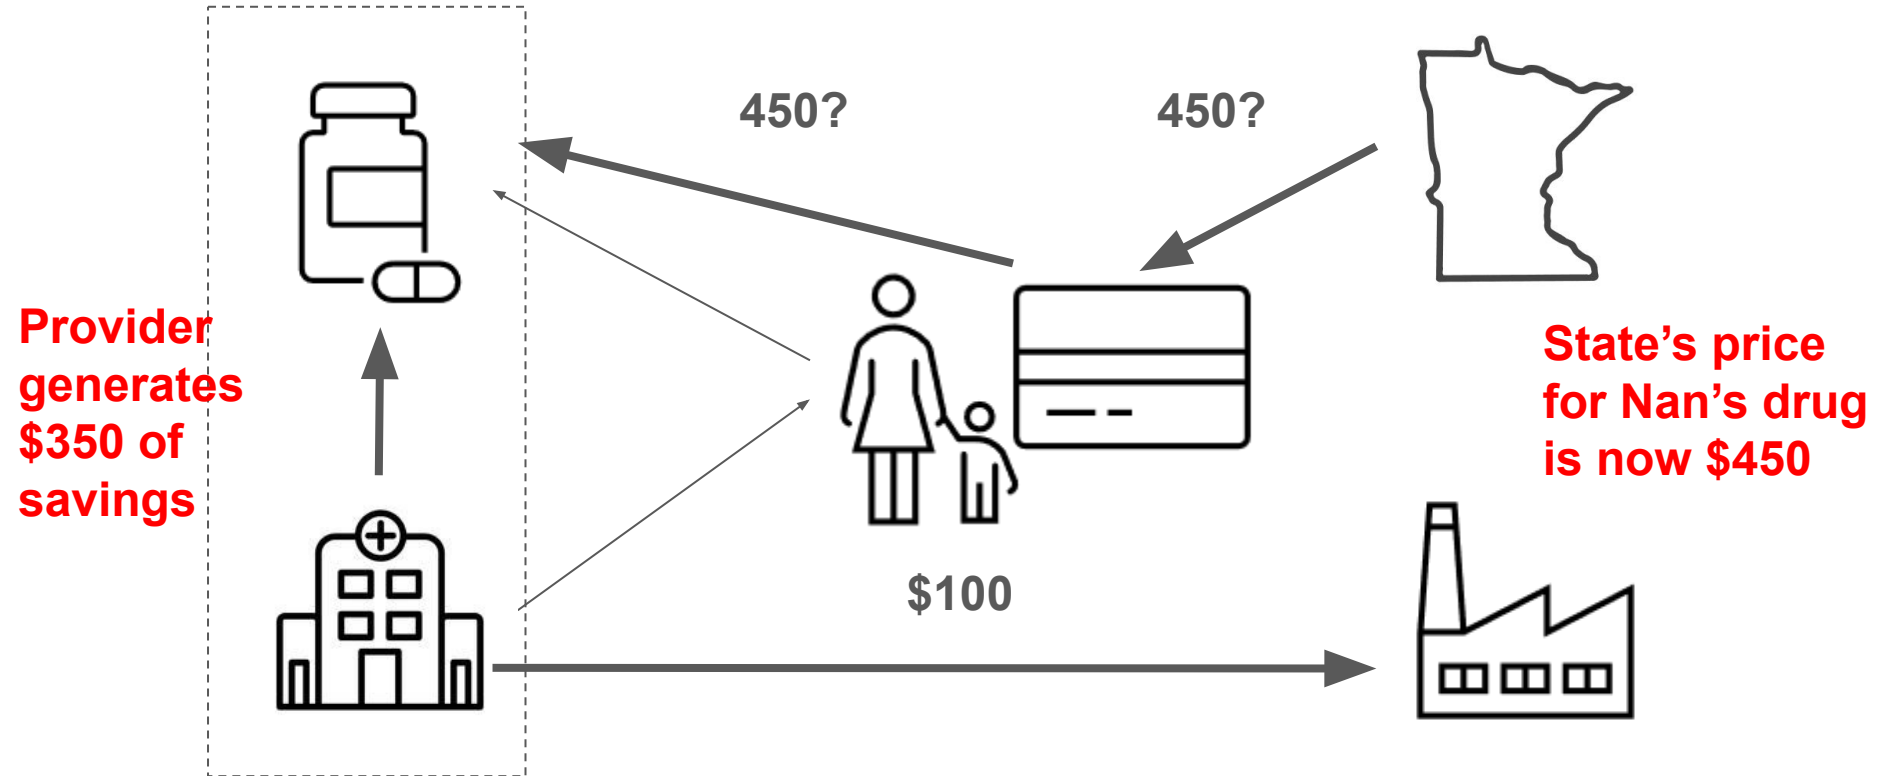 450?
450?
Provider
generates
$350 of
savings
State’s price
for Nan’s drug
is now $450
$100